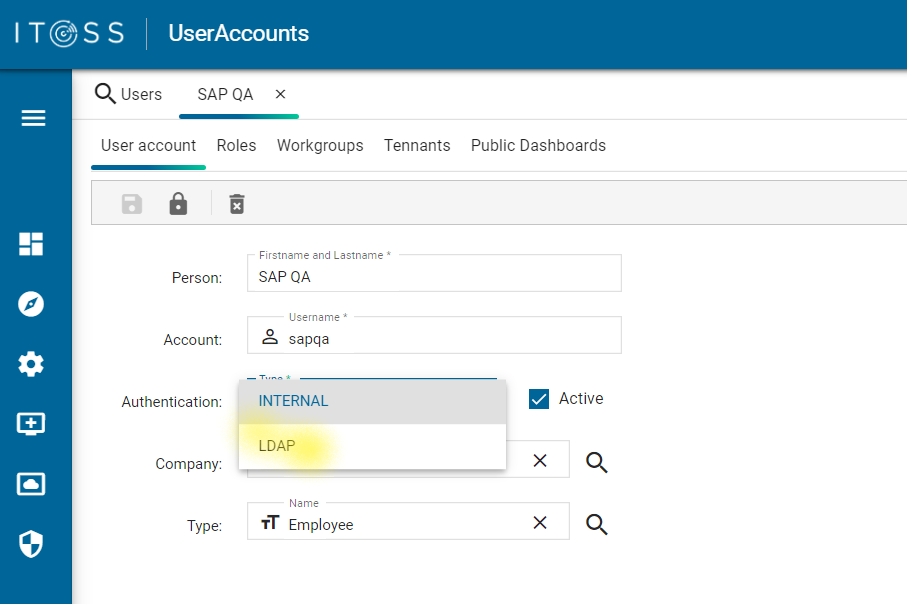 ITOSS
UserAccounts
Users
SAP QA
User account
Roles
Workgroups
Tennants
Public Dashboards
Firstname and Lastname *
Person:
SAP QA
Username *
Account:
sapqa
Type *
Authentication:
INTERNAL
Active
LDAP
Company:
Name
Type:
Employee